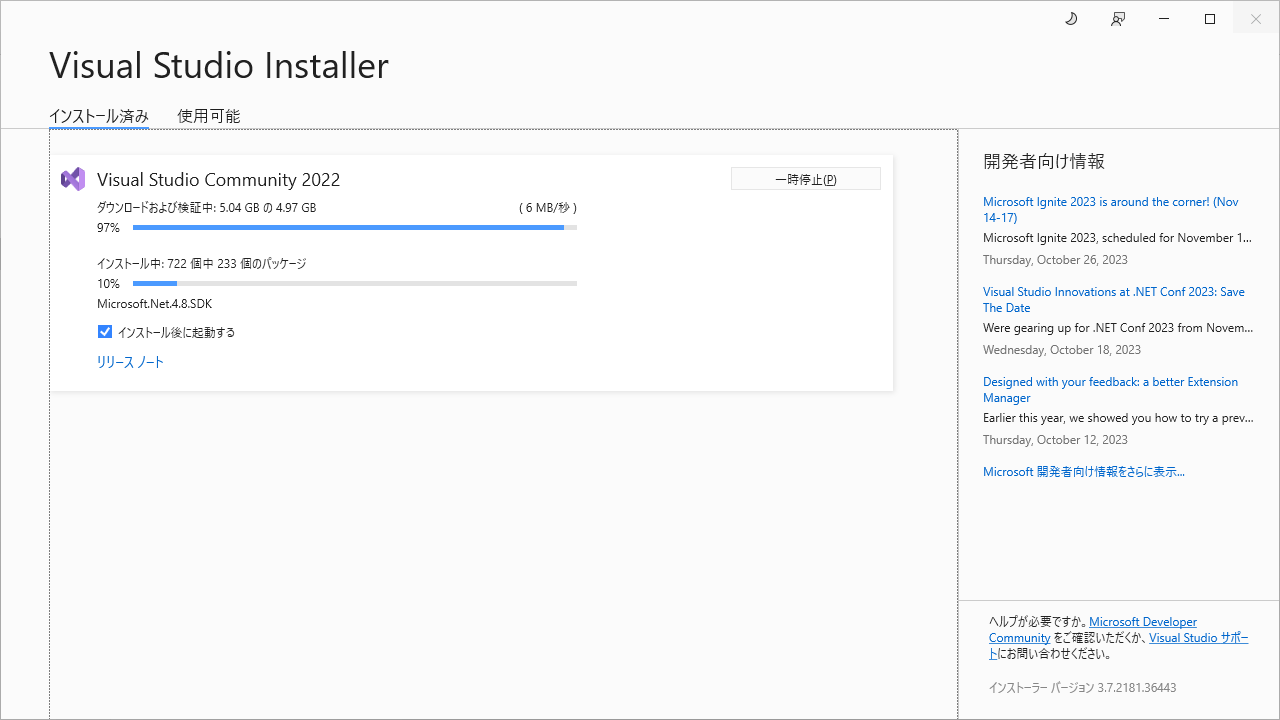 Visual Studio Installer
インストール済み
使用可能
Visual Studio Community 2022
一時停止(P)
ダウンロードおよび検証中: 5.04 GB の 4.97 GB
( 6 MB/秒 )
97%
インストール中: 722 個中 233 個のパッケージ
10%
Microsoft.Net.4.8.SDK
インストール後に起動する
リリース ノート
開発者向け情報
Microsoft Ignite 2023 is around the corner! (Nov
14-17)
Microsoft Ignite 2023, scheduled for November 1...
Thursday, October 26, 2023
Visual Studio Innovations at .NET Conf 2023: Save
The Date
Were gearing up for .NET Conf 2023 from Novem...
Wednesday, October 18, 2023
Designed with your feedback: a better Extension
Manager
Earlier this year, we showed you how to try a prev...
Thursday, October 12, 2023
Microsoft 開発者向け情報をさらに表示...
ヘルプが必要ですか。Microsoft Developer
Community をご確認いただくか、Visual Studio サポー
トにお問い合わせください。
インストーラー バージョン 3.7.2181.36443